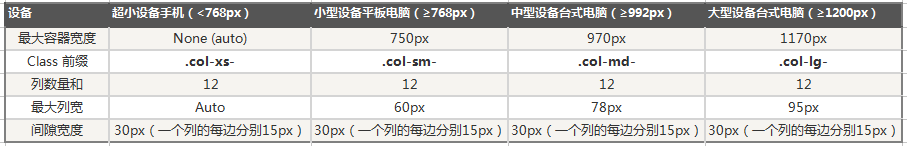 设备 超小设备手机（<768px） 小型设备平板电脑（≥768px） 中型设备台式电脑（≥992px） 大型设备台式电脑（≥1200px）
最大容器宽度 None (auto) 750px 970px 1170px
Class 前缀 .col-xs- .col-sm- .col-md- .col-lg-
列数量和 12 12 12 12
最大列宽 Auto 60px 78px 95px
间隙宽度 30px（一个列的每边分别15px） 30px（一个列的每边分别15px） 30px（一个列的每边分别15px） 30px（一个列的每边分别15px）